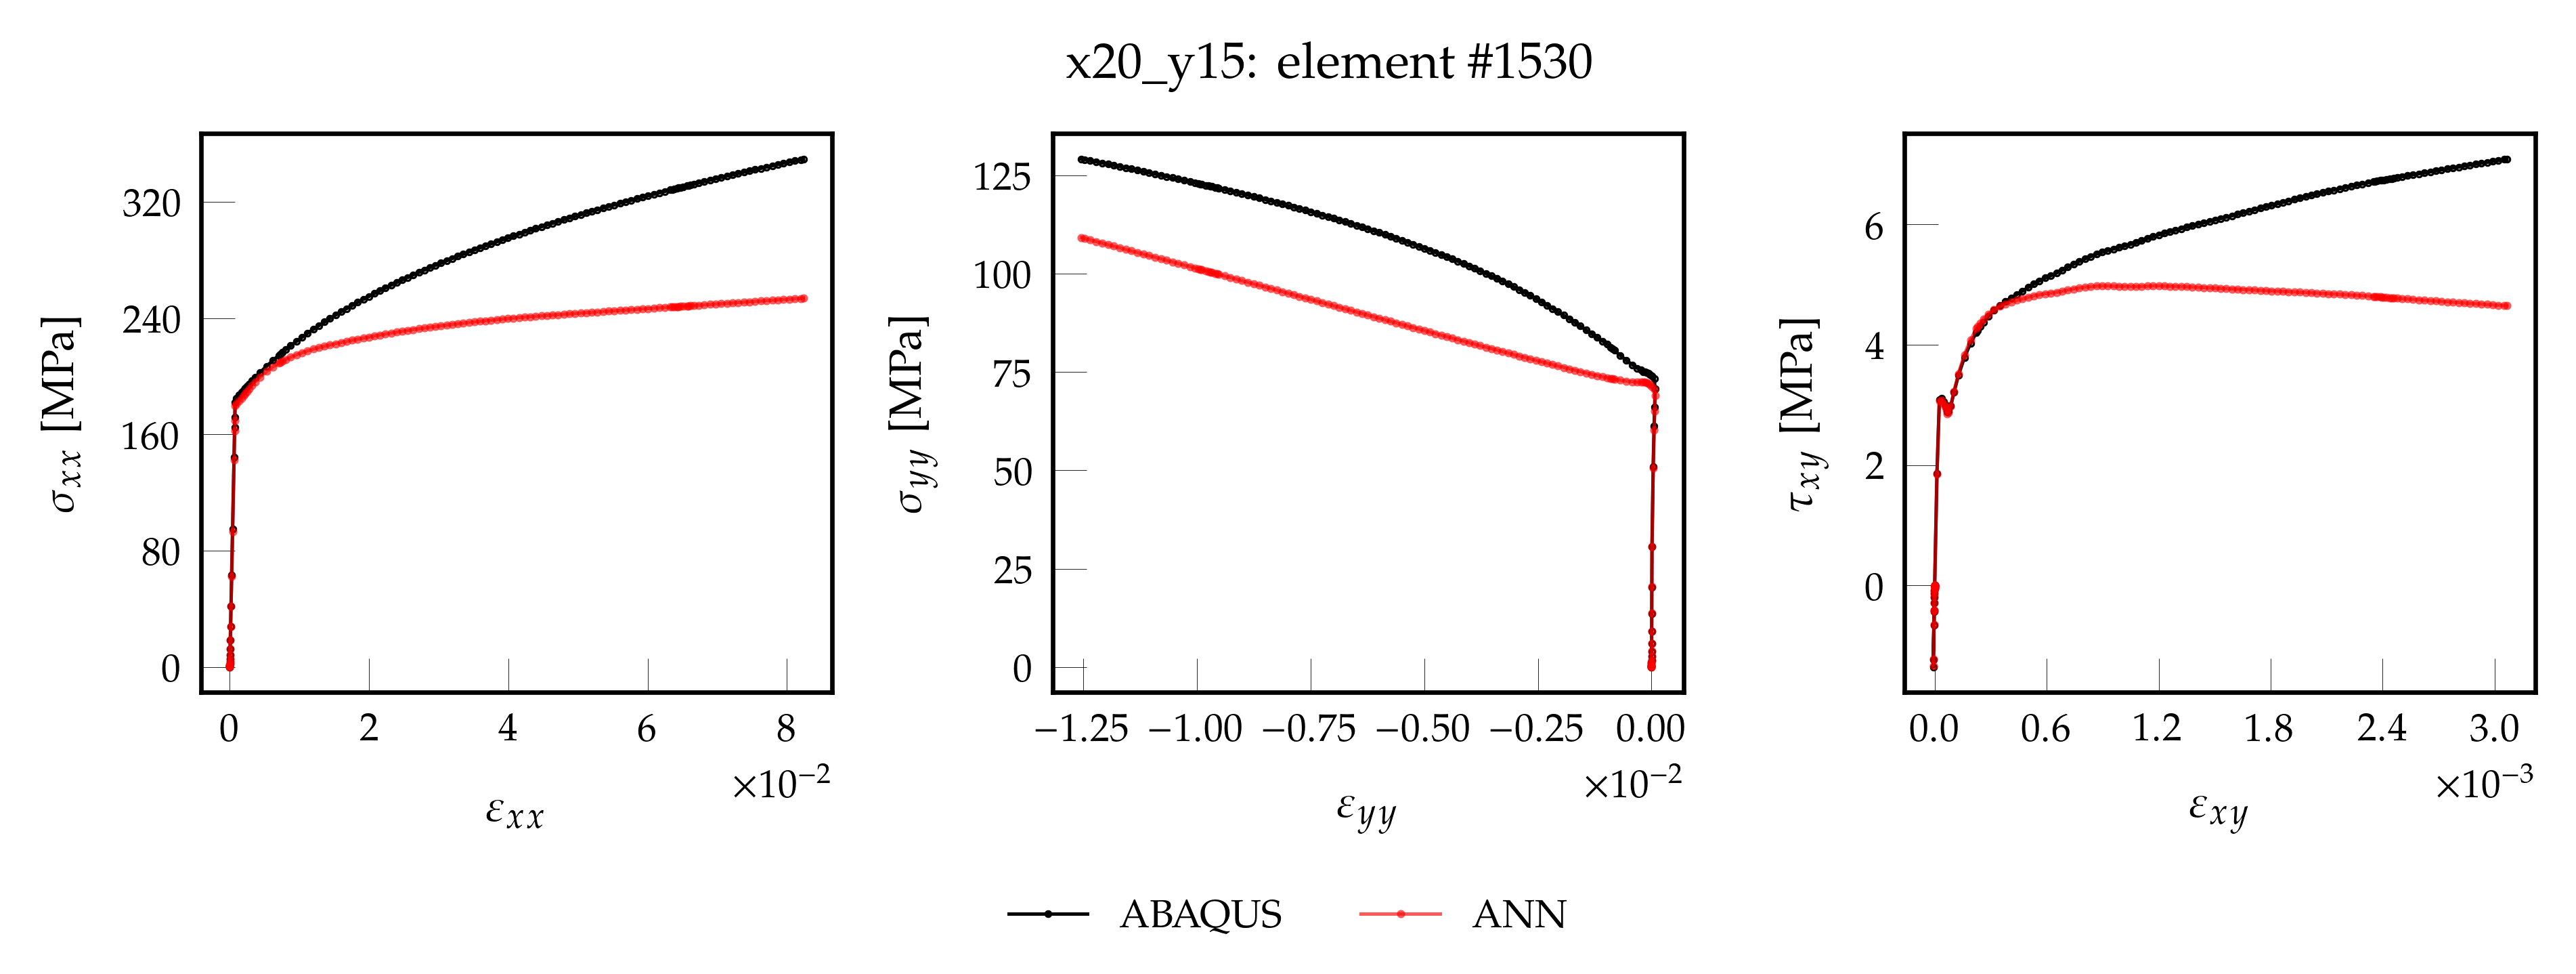 x20_y15: element #1530
σxx [MPa]
320
240
160
80
0
0 2 4 6 8
×10−2
εxx
σyy [MPa]
125
100
75
50
25
0
−1.25 −1.00 −0.75 −0.50 −0.25 0.00
×10−2
εyy
τxy [MPa]
6
4
2
0
0.0 0.6 1.2 1.8 2.4 3.0
×10−3
εxy
ABAQUS ANN